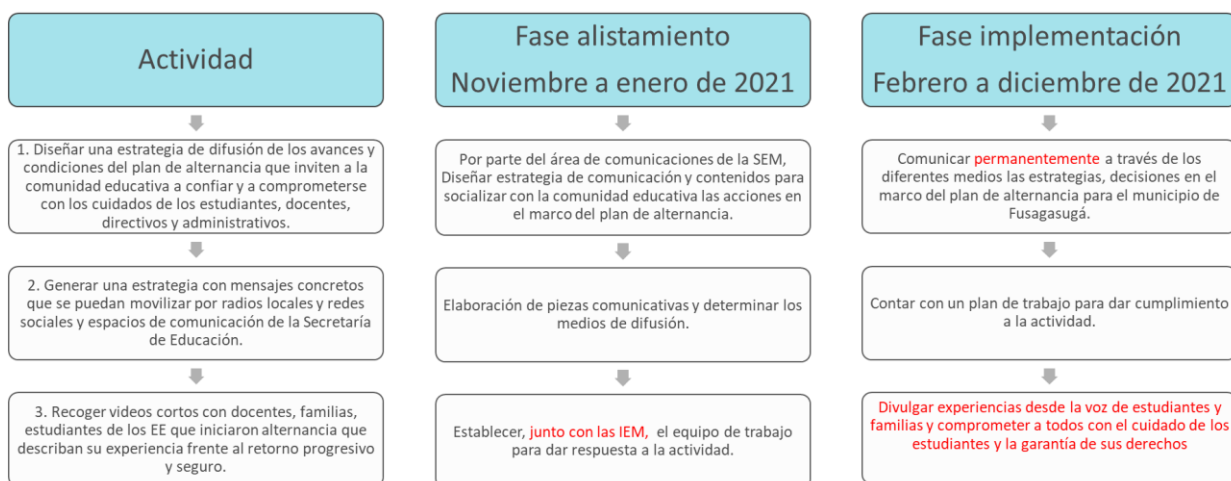 Actividad
1. Diseñar una estrategia de difusión de los avances y
condiciones del plan de alternancia que inviten a la
comunidad educativa a confiar y a comprometerse
con los cuidados de los estudiantes, docentes,
directivos y administrativos.
2. Generar una estrategia con mensajes concretos
que se puedan movilizar por radios locales y redes
sociales y espacios de comunicación de la Secretaría
de Educación.
3. Recoger videos cortos con docentes, familias,
estudiantes de los EE que iniciaron alternancia que
describan su experiencia frente al retorno progresivo
y seguro.
Fase alistamiento
Noviembre a enero de 2021
Por parte del área de comunicaciones de la SEM,
Diseñar estrategia de comunicación y contenidos para
socializar con la comunidad educativa las acciones en
el marco del plan de alternancia.
Elaboración de piezas comunicativas y determinar los
medios de difusión.
Establecer, junto con las IEM, el equipo de trabajo
para dar respuesta a la actividad.
Fase implementación
Febrero a diciembre de 2021
Comunicar permanentemente a través de los
diferentes medios las estrategias, decisiones en el
marco del plan de alternancia para el municipio de
Fusagasugá.
Contar con un plan de trabajo para dar cumplimiento
a la actividad.
Divulgar experiencias desde la voz de estudiantes y
familias y comprometer a todos con el cuidado de los
estudiantes y la garantía de sus derechos